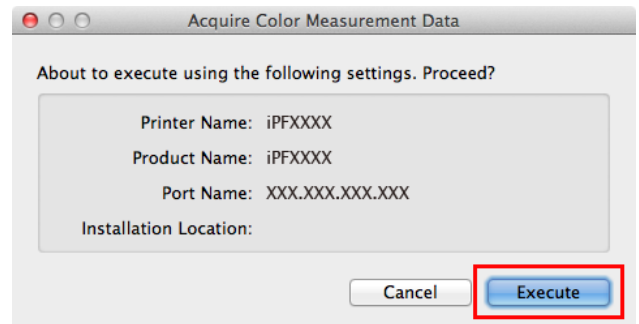 Acquire Color Measurement Data
About to execute using the following settings. Proceed?
Printer Name: iPFXXXX
Product Name: iPFXXXX
Port Name: XXX.XXX.XXX.XXX
Installation Location:
Cancel Execute